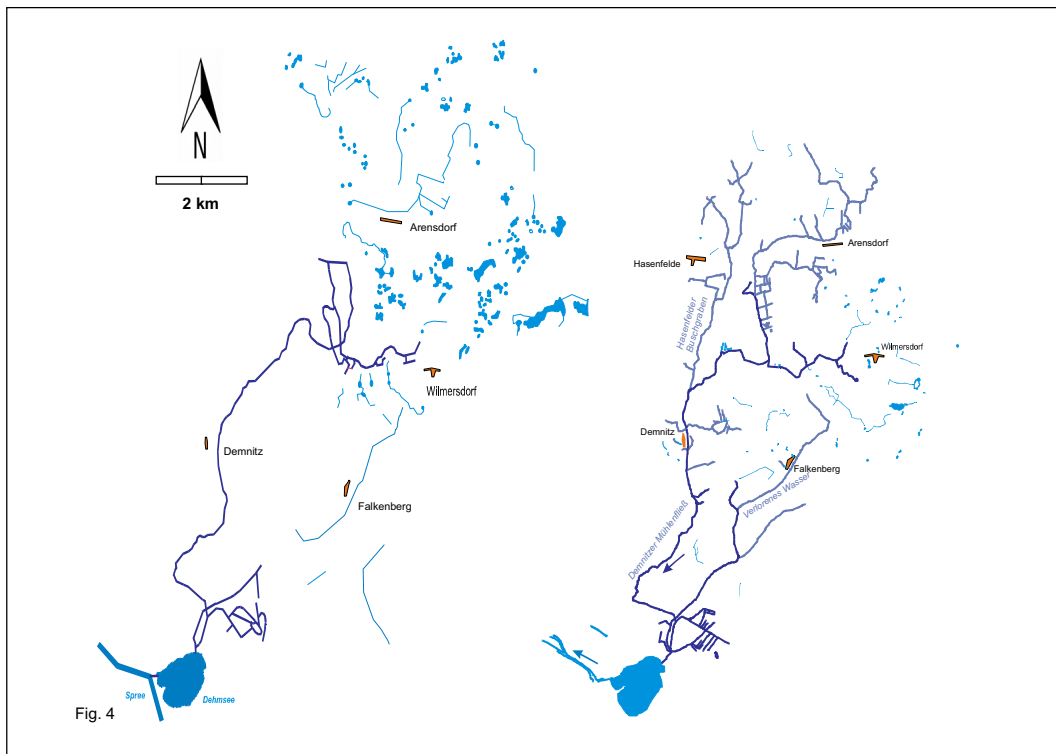 N
2 km
Arensdorf
Wilmersdorf
Demnitz
Falkenberg
Spree
Dehmsee
Fig. 4
Hasenfelde
Arensdorf
Hasenfelder
Buschgraben
Wilmersdorf
Demnitz
Falkenberg
Verlorenes Wasser
Demnitzer Mühlenfließ